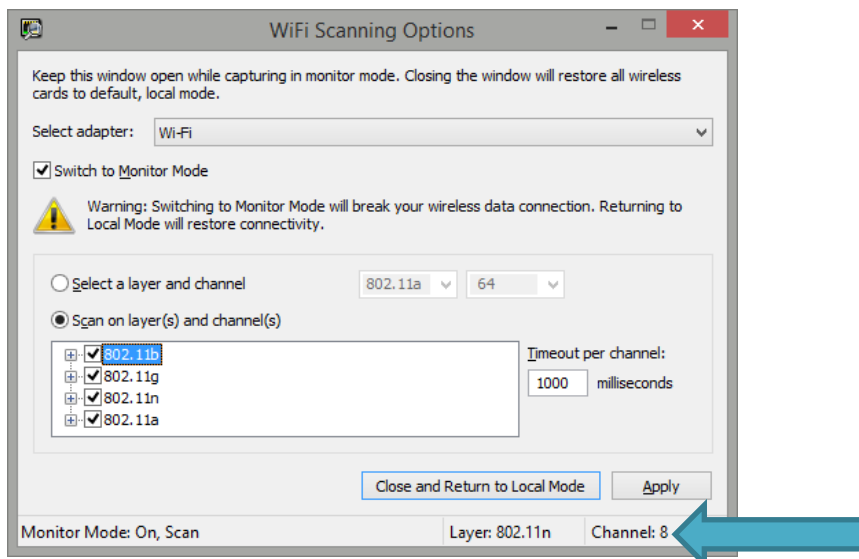 WiFi Scanning Options
Keep this window open while capturing in monitor mode. Closing the window will restore all wireless
cards to default, local mode.
Select adapter: Wi-Fi
Switch to Monitor Mode
Warning: Switching to Monitor Mode will break your wireless data connection. Returning to
Local Mode will restore connectivity.
Select a layer and channel 802.11a 64
Scan on layer(s) and channel(s)
802.11b Timeout per channel:
802.11g 1000 milliseconds
802.11n
802.11a
Close and Return to Local Mode Apply
Monitor Mode: On, Scan Layer: 802.11n Channel: 8